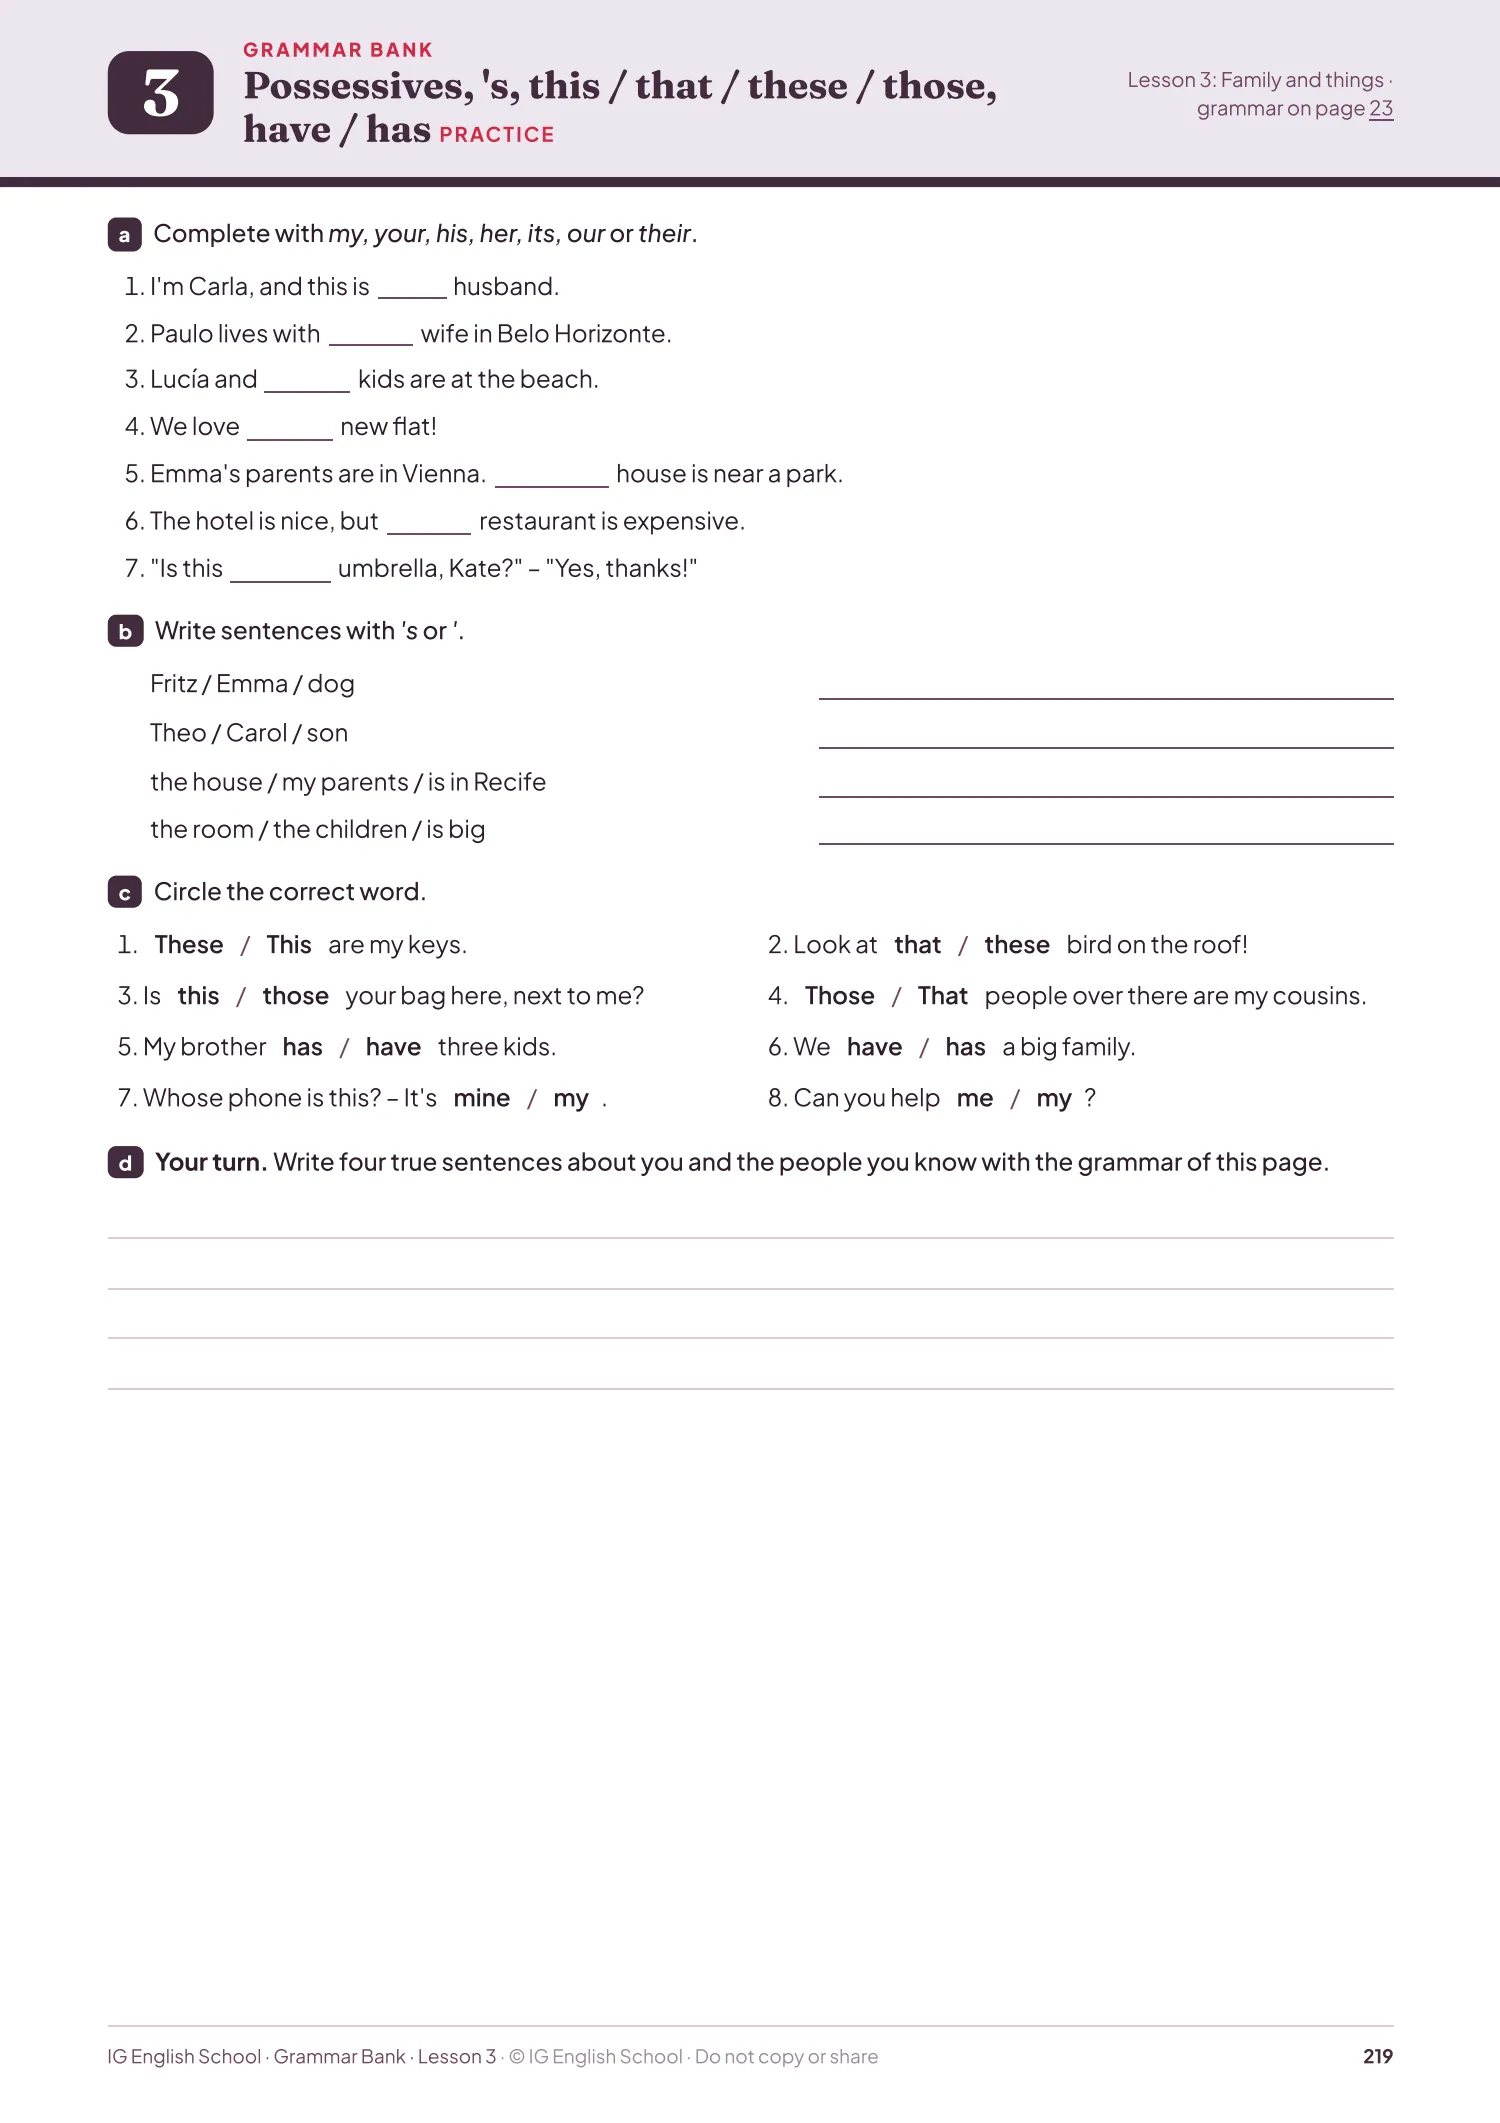 3
GRAMMAR BANK
Possessives, 's, this / that / these / those,
have / has PRACTICE
Lesson 3: Family and things ·
grammar on page 23
a Complete with my, your, his, her, its, our or their.
1. I'm Carla, and this is ______ husband.
2. Paulo lives with ______ wife in Belo Horizonte.
3. Lucía and ______ kids are at the beach.
4. We love ______ new flat!
5. Emma's parents are in Vienna. ______ house is near a park.
6. The hotel is nice, but ______ restaurant is expensive.
7. "Is this ______ umbrella, Kate?" – "Yes, thanks!"
b Write sentences with 's or '.
Fritz / Emma / dog
Theo / Carol / son
the house / my parents / is in Recife
the room / the children / is big
c Circle the correct word.
1. These / This are my keys.
2. Look at that / these bird on the roof!
3. Is this / those your bag here, next to me?
4. Those / That people over there are my cousins.
5. My brother has / have three kids.
6. We have / has a big family.
7. Whose phone is this? – It's mine / my .
8. Can you help me / my ?
d Your turn. Write four true sentences about you and the people you know with the grammar of this page.
IG English School · Grammar Bank · Lesson 3 · © IG English School · Do not copy or share
219